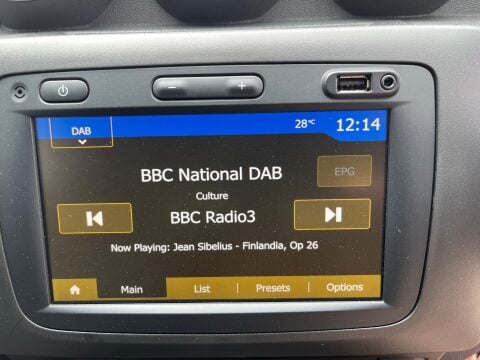 − +
DAB 28°C 12:14
BBC National DAB
EPG
Culture
BBC Radio3
Now Playing: Jean Sibelius - Finlandia, Op 26
Main List Presets Options